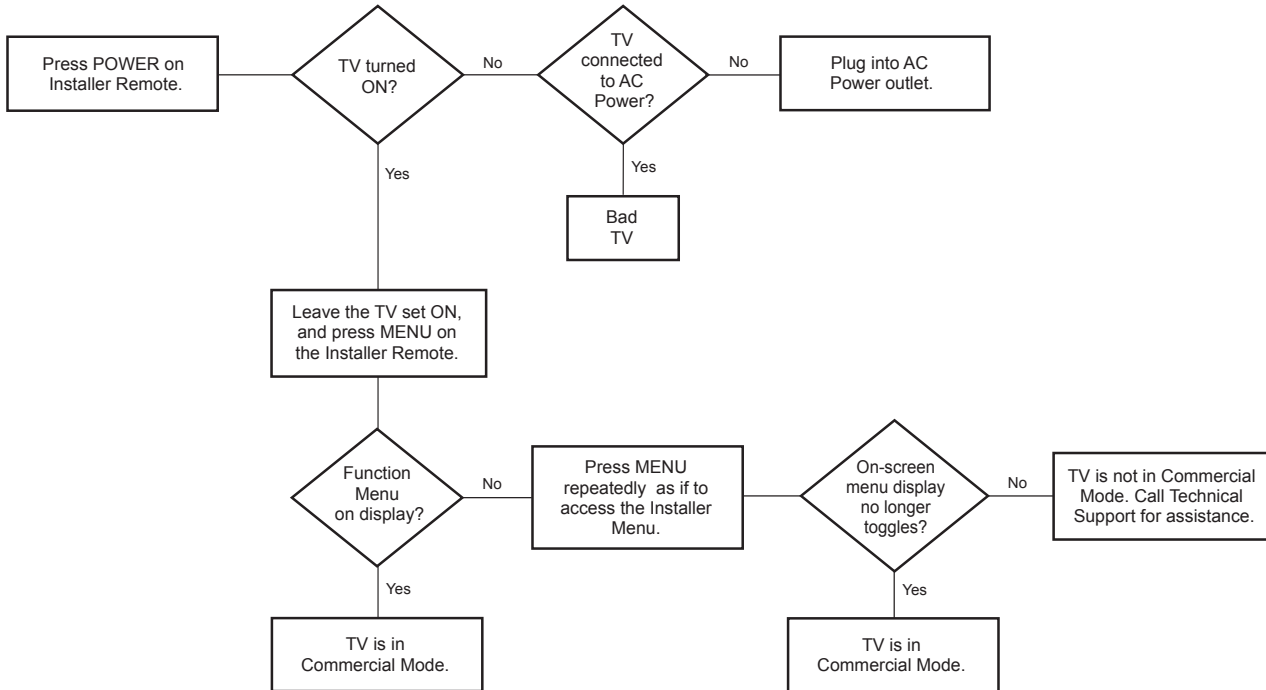 Press POWER on
Installer Remote.
TV turned
ON?
No
TV
connected
to AC
Power?
No
Plug into AC
Power outlet.
Yes
Yes
Bad
TV
Leave the TV set ON,
and press MENU on
the Installer Remote.
Function
Menu
on display?
No
Press MENU
repeatedly as if to
access the Installer
Menu.
On-screen
menu display
no longer
toggles?
No
TV is not in Commercial
Mode. Call Technical
Support for assistance.
Yes
Yes
TV is in
Commercial Mode.
TV is in
Commercial Mode.